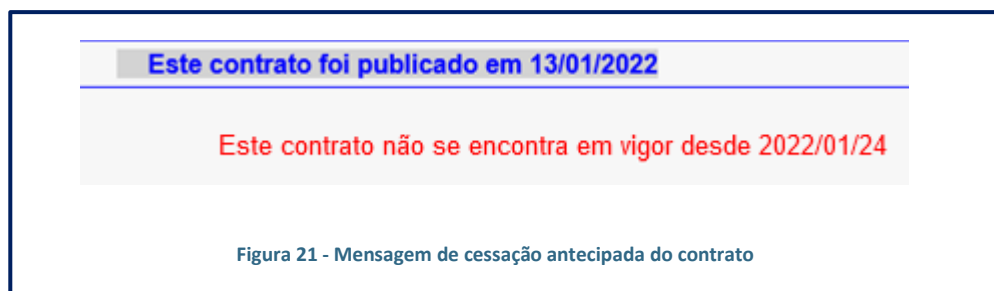 Este contrato foi publicado em 13/01/2022
Este contrato não se encontra em vigor desde 2022/01/24
Figura 21 - Mensagem de cessação antecipada do contrato